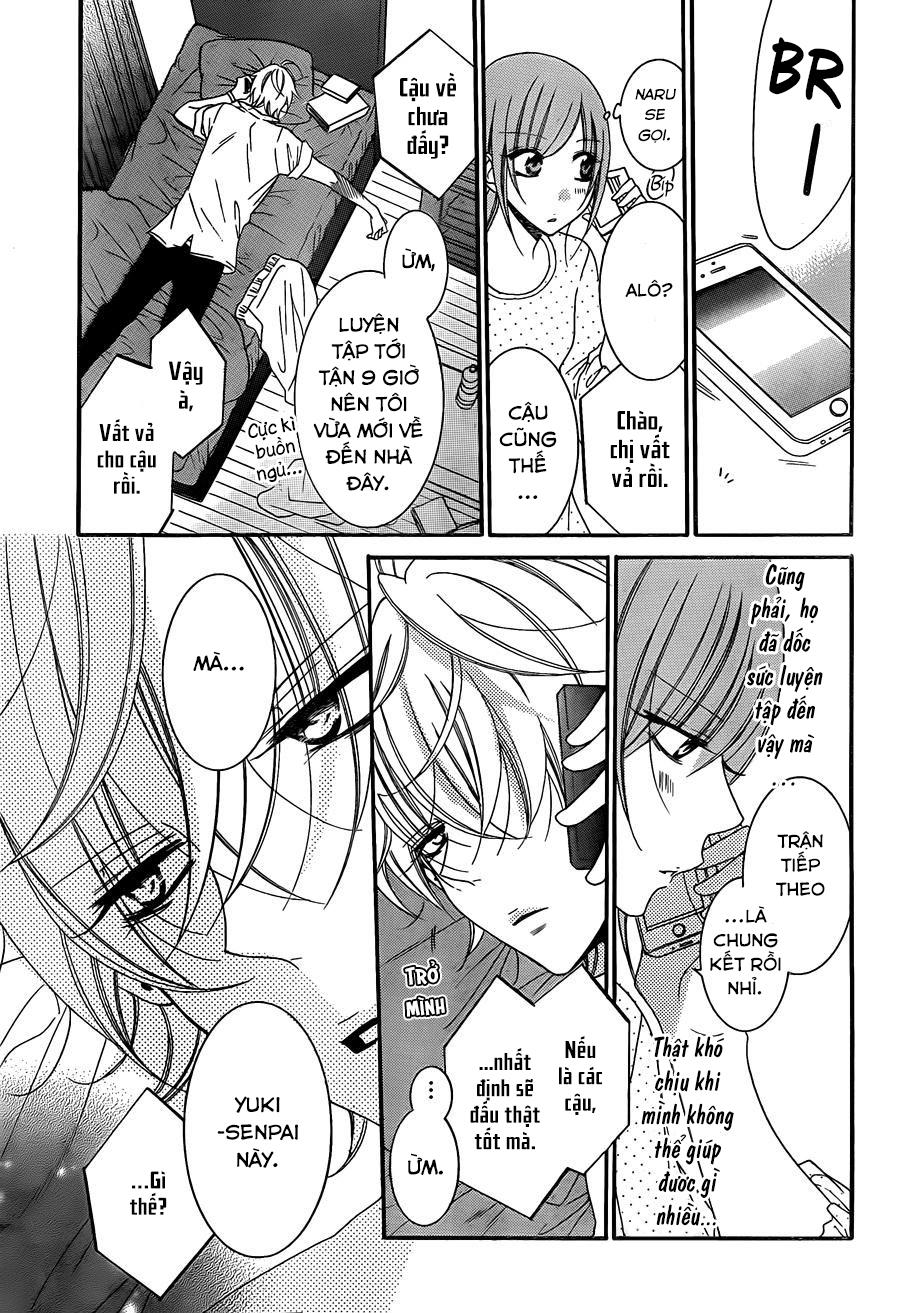 BR
I
NARU
SE
GỌI.
Bíp
ALÔ?
Chào,
chị vất
vả rồi.
CẬU
CŨNG
THẾ
...
Cậu về
chưa
đấy?
ỪM,
LUYỆN
TẬP TỚI
TẬN 9 GIỜ
NÊN TÔI
VỪA MỚI VỀ
ĐẾN NHÀ
ĐÂY.
Cực kì
buồn
ngủ...
Vậy
à,
Vất vả
cho cậu
rồi.
Cũng
phải, họ
đã dốc
sức luyện
tập đến
vậy mà
...
TRẬN
TIẾP
THEO
...LÀ
CHUNG
KẾT RỒI
NHỈ.
Thật khó
chịu khi
mình không
thể giúp
được gì
nhiều...
Nếu
là các
cậu,
...nhất
định sẽ
đấu thật
tốt mà.
TRỞ
MÌNH
...
ỪM.
MÀ...
YUKI
-SENPAI
NÀY.
...Gì
thế?